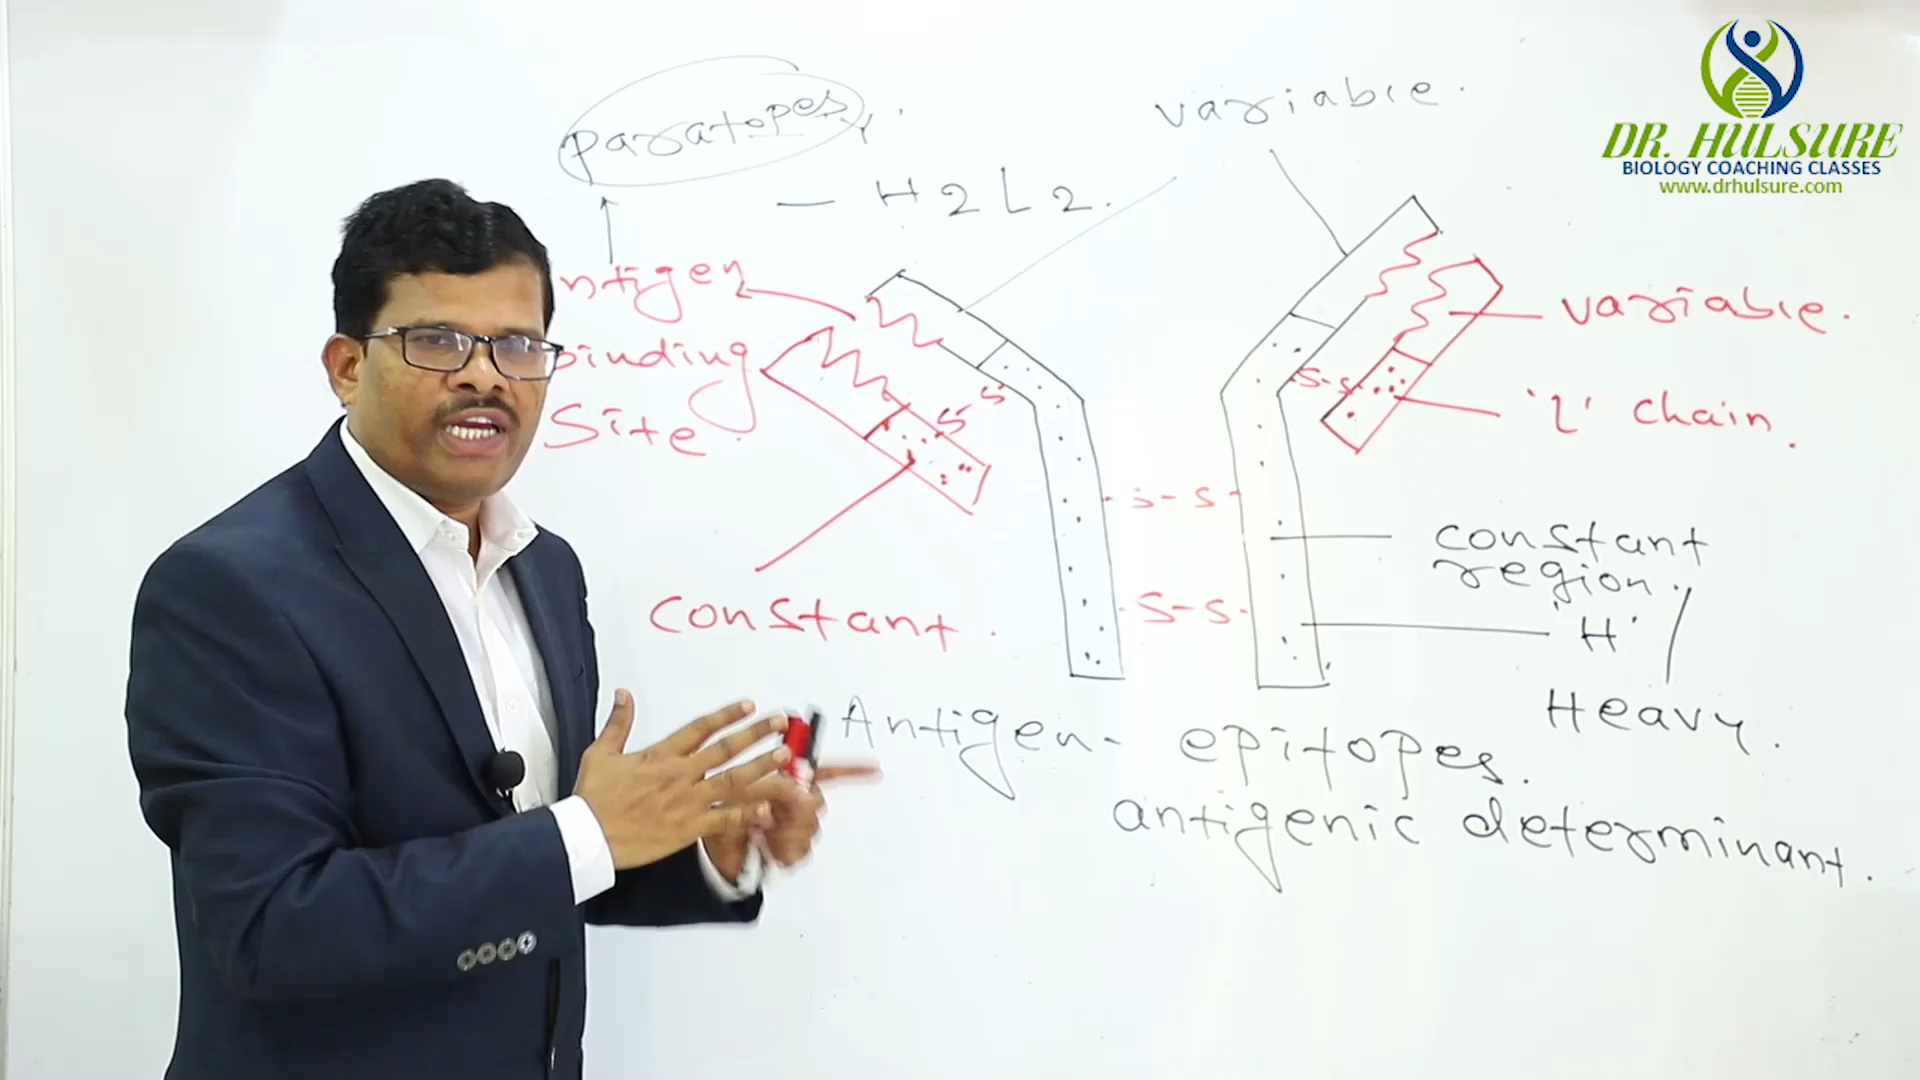 paratopes
variable.
DR. HULSURE
BIOLOGY COACHING CLASSES
www.drhulsure.com
— H2L2.
ntigen
binding
Site.
variable.
S S
S-S
'L' chain.
S-S
S-S
constant
region.
'H'
Heavy.
constant.
Antigen- epitopes.
antigenic determinant.